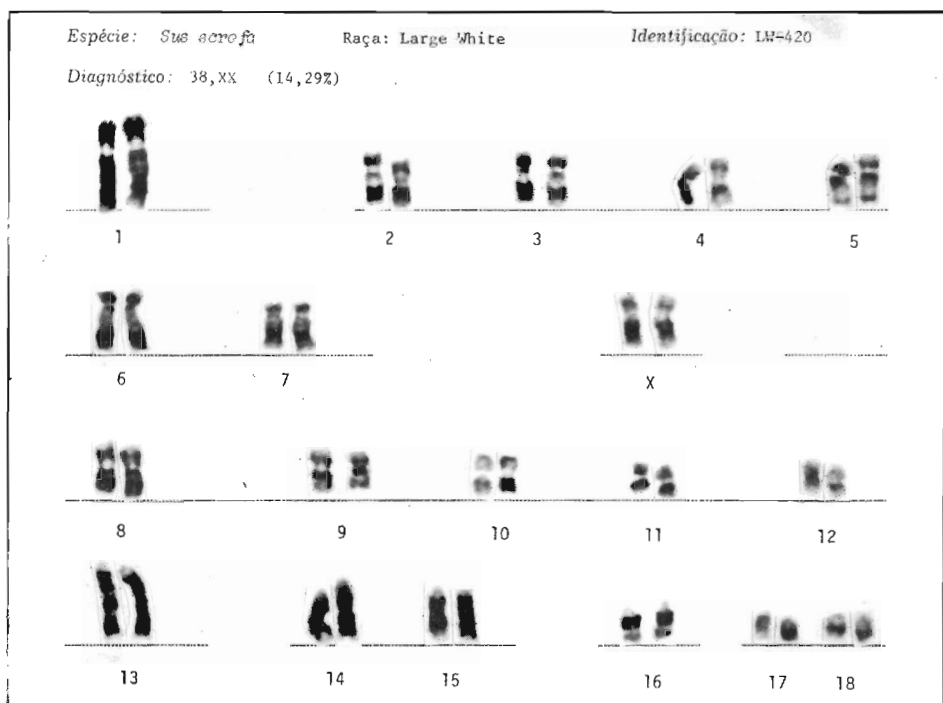 Espécie: Sus scrofa Raça: Large White Identificação: LW-420
Diagnóstico: 38,XX (14,29%)
1 2 3 4 5
6 7 X
8 9 10 11 12
13 14 15 16 17 18